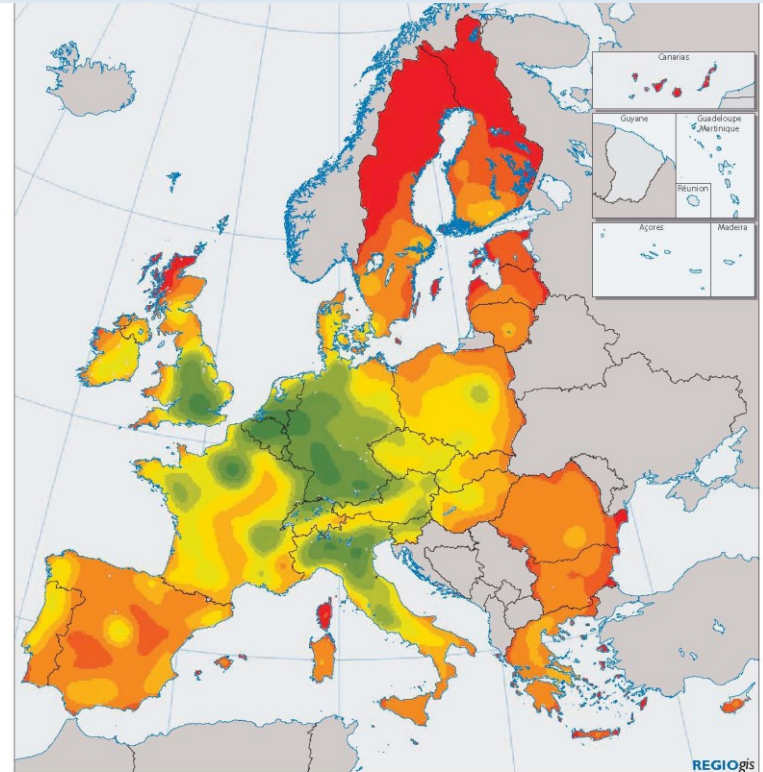 Canarias
Guyane
Guadeloupe
Martinique
Réunion
Açores
Madeira
REGIOgis